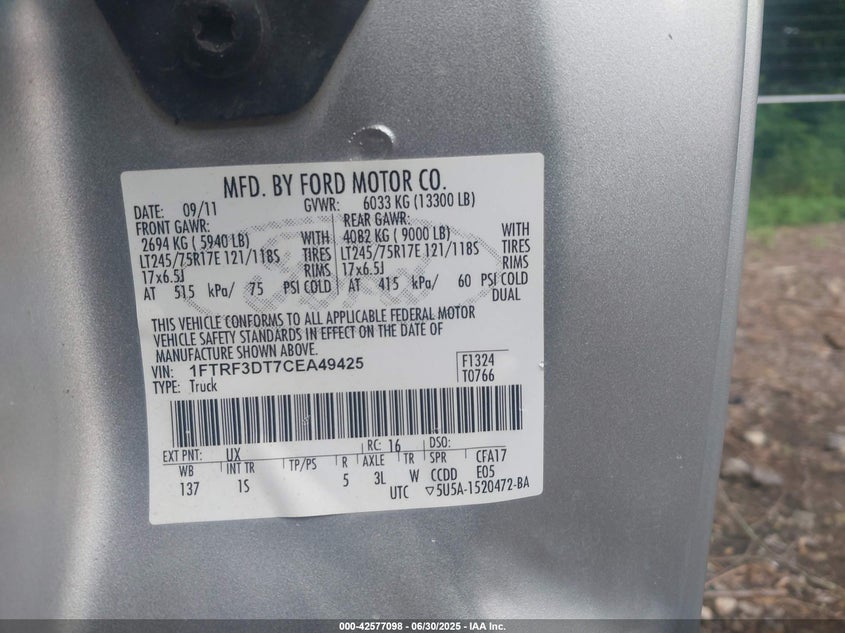 MFD. BY FORD MOTOR CO.
DATE: 09/11 GVWR: 6033 KG (13300 LB)
FRONT GAWR: REAR GAWR:
2694 KG ( 5940 LB) WITH 4082 KG ( 9000 LB) WITH
LT245/75R17E 121/118S TIRES LT245/75R17E 121/118S TIRES
17x6.5J RIMS 17x6.5J RIMS
AT 515 kPa/ 75 PSI COLD AT 415 kPa/ 60 PSI COLD
DUAL
THIS VEHICLE CONFORMS TO ALL APPLICABLE FEDERAL MOTOR
VEHICLE SAFETY STANDARDS IN EFFECT ON THE DATE OF
MANUFACTURE SHOWN ABOVE.
VIN: 1FTRF3DT7CEA49425 F1324
TYPE: Truck T0766
EXT PNT: UX RC: 16 DSO:
WB INT TR TP/PS R AXLE TR SPR CFA17
137 1S 5 3L W CCDD E05
UTC ▽5U5A-1520472-BA
Ford
000-42577098 - 06/30/2025 - IAA Inc.